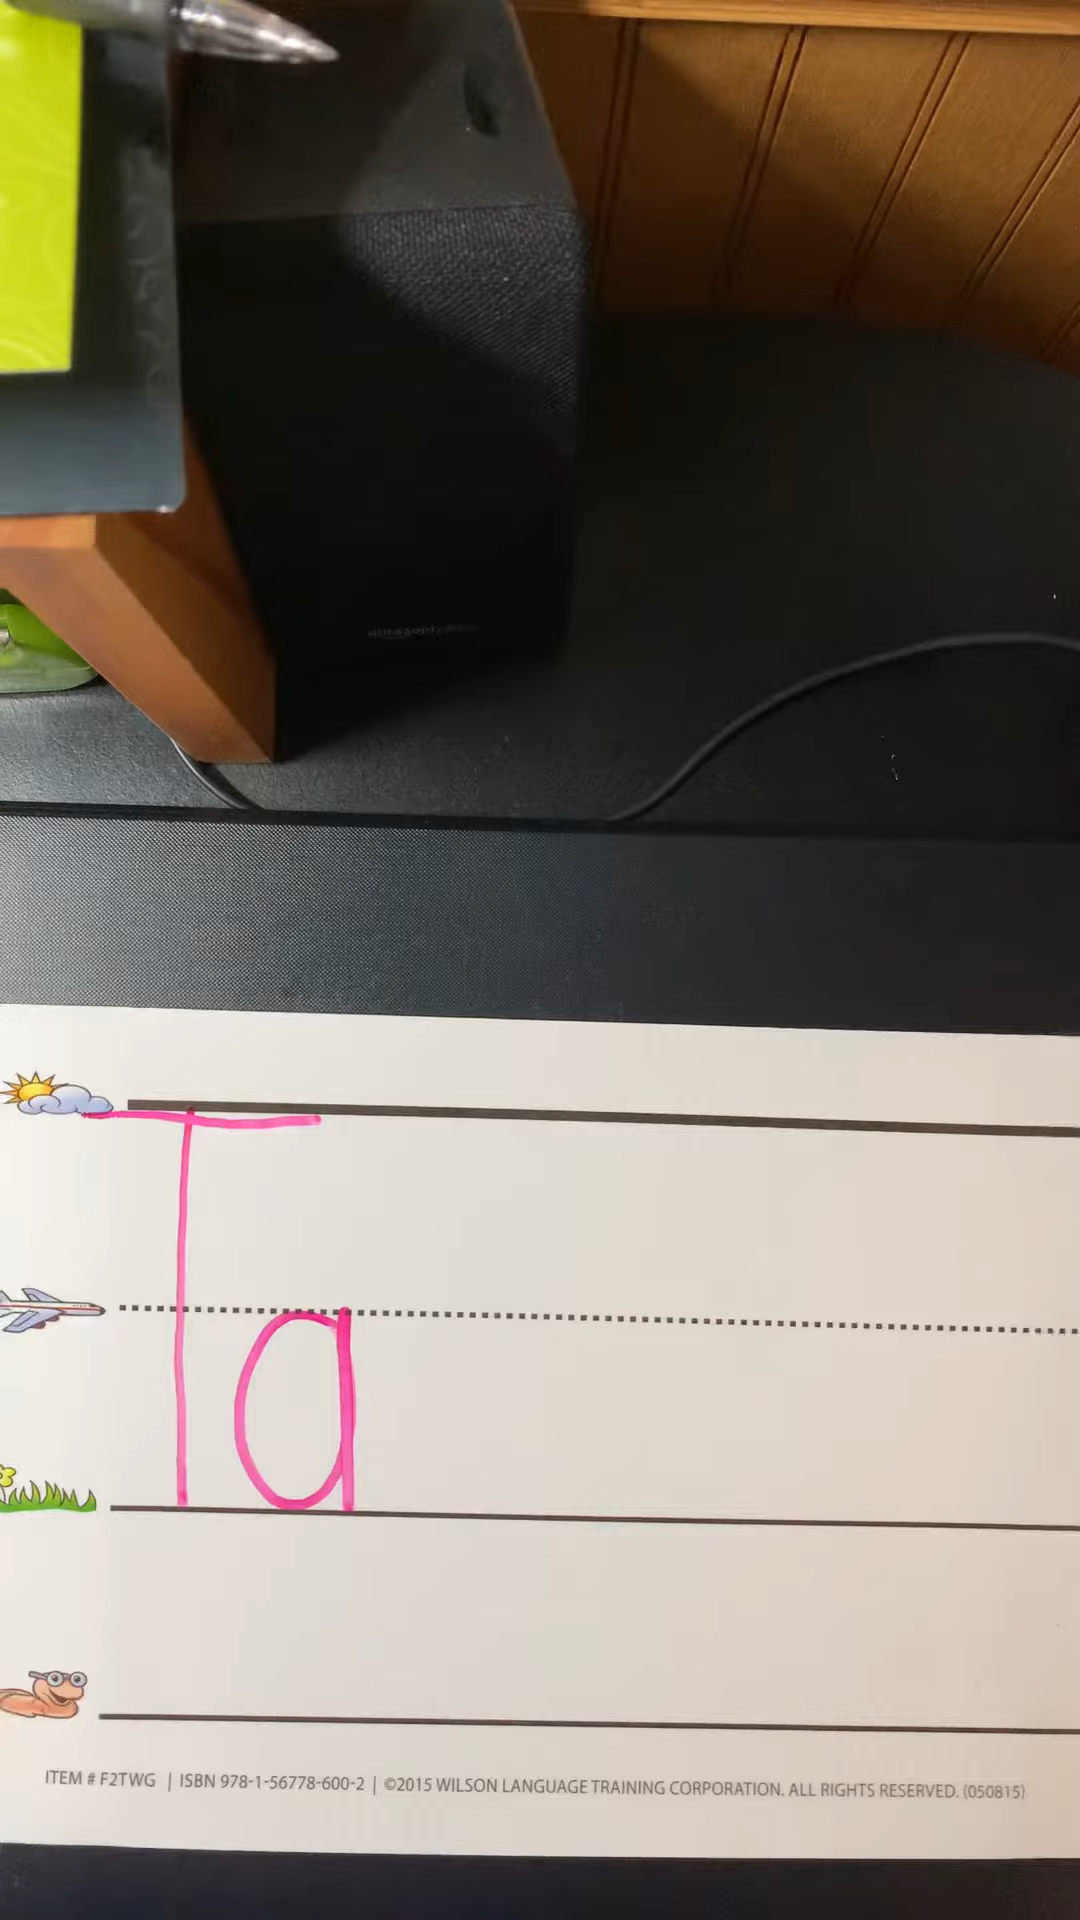 Ta
ITEM # F2TWG | ISBN 978-1-56778-600-2 | ©2015 WILSON LANGUAGE TRAINING CORPORATION. ALL RIGHTS RESERVED. (050815)